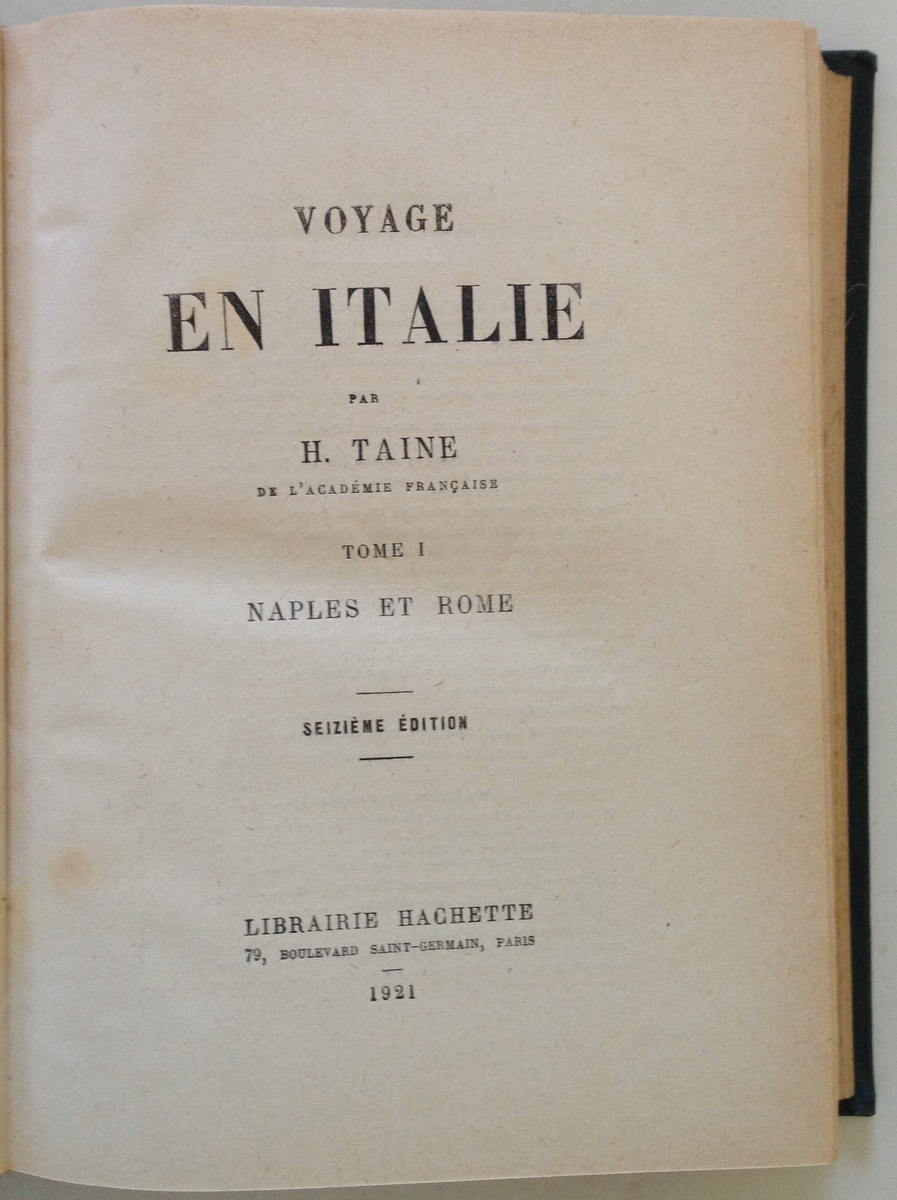 VOYAGE
EN ITALIE
PAR
H. TAINE
DE L'ACADÉMIE FRANÇAISE
TOME I
NAPLES ET ROME
SEIZIÈME ÉDITION
LIBRAIRIE HACHETTE
79, BOULEVARD SAINT-GERMAIN, PARIS
1921